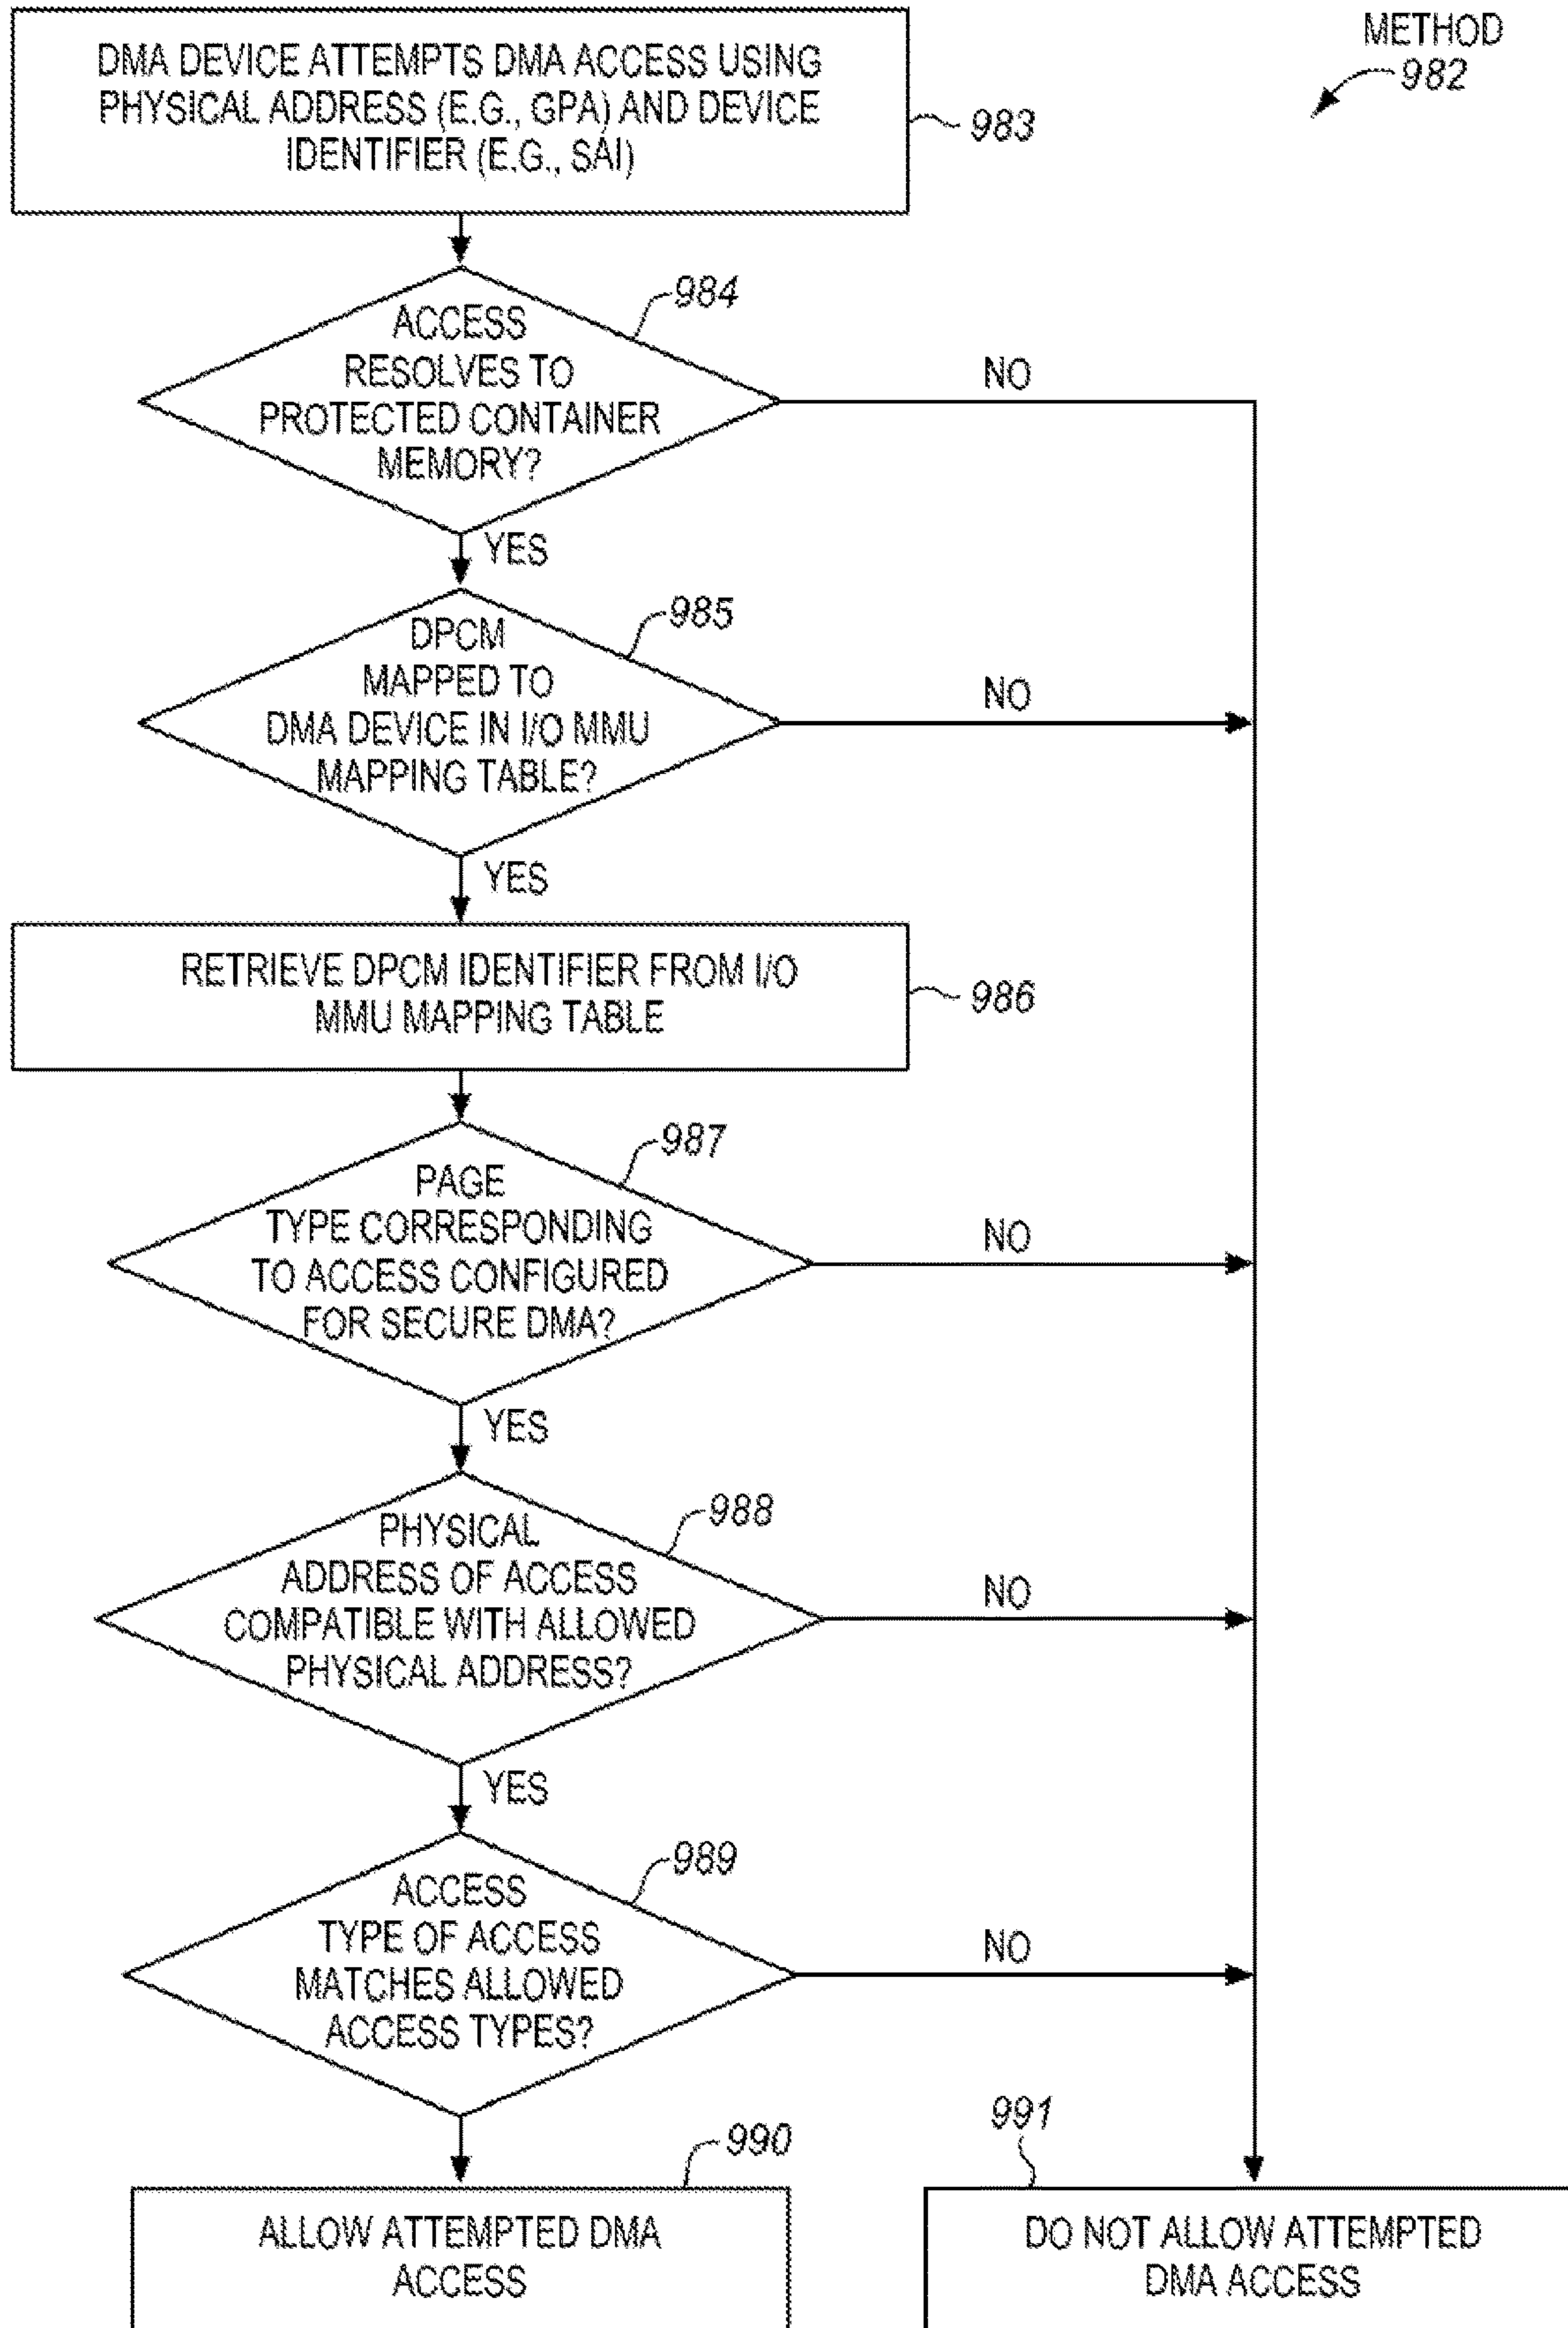 METHOD
982
DMA DEVICE ATTEMPTS DMA ACCESS USING
PHYSICAL ADDRESS (E.G., GPA) AND DEVICE
IDENTIFIER (E.G., SAI)
983
984
ACCESS
RESOLVES TO
PROTECTED CONTAINER
MEMORY?
NO
YES
985
DPCM
MAPPED TO
DMA DEVICE IN I/O MMU
MAPPING TABLE?
NO
YES
RETRIEVE DPCM IDENTIFIER FROM I/O
MMU MAPPING TABLE
986
987
PAGE
TYPE CORRESPONDING
TO ACCESS CONFIGURED
FOR SECURE DMA?
NO
YES
988
PHYSICAL
ADDRESS OF ACCESS
COMPATIBLE WITH ALLOWED
PHYSICAL ADDRESS?
NO
YES
989
ACCESS
TYPE OF ACCESS
MATCHES ALLOWED
ACCESS TYPES?
NO
990
ALLOW ATTEMPTED DMA
ACCESS
991
DO NOT ALLOW ATTEMPTED
DMA ACCESS